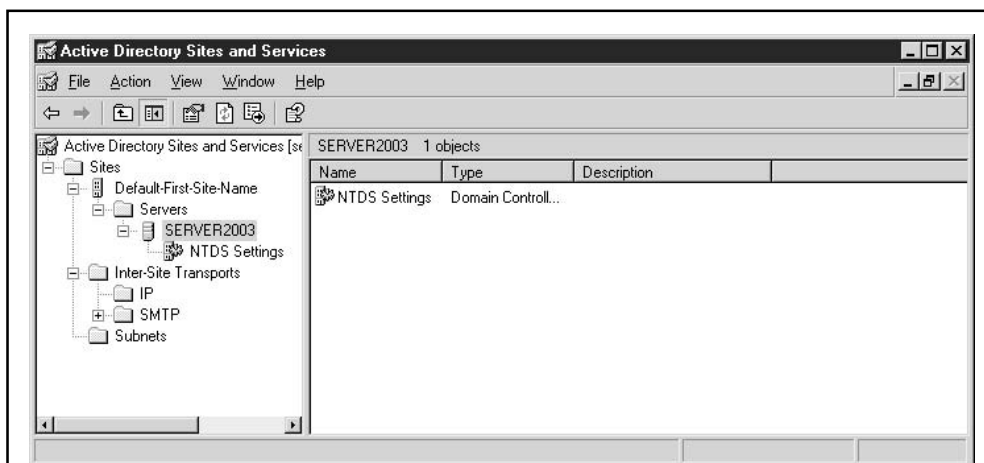 Active Directory Sites and Services
File Action View Window Help
Active Directory Sites and Services [se
Sites
Default-First-Site-Name
Servers
SERVER2003
NTDS Settings
Inter-Site Transports
IP
SMTP
Subnets
SERVER2003 1 objects
Name Type Description
NTDS Settings Domain Controll...